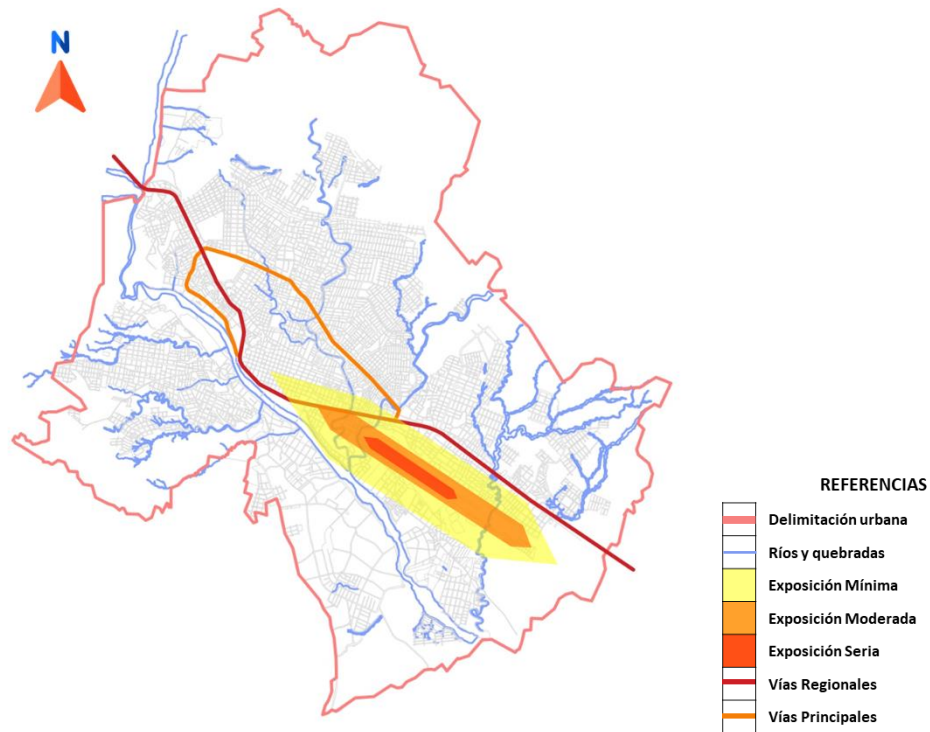 N
REFERENCIAS
Delimitación urbana
Ríos y quebradas
Exposición Mínima
Exposición Moderada
Exposición Seria
Vías Regionales
Vías Principales